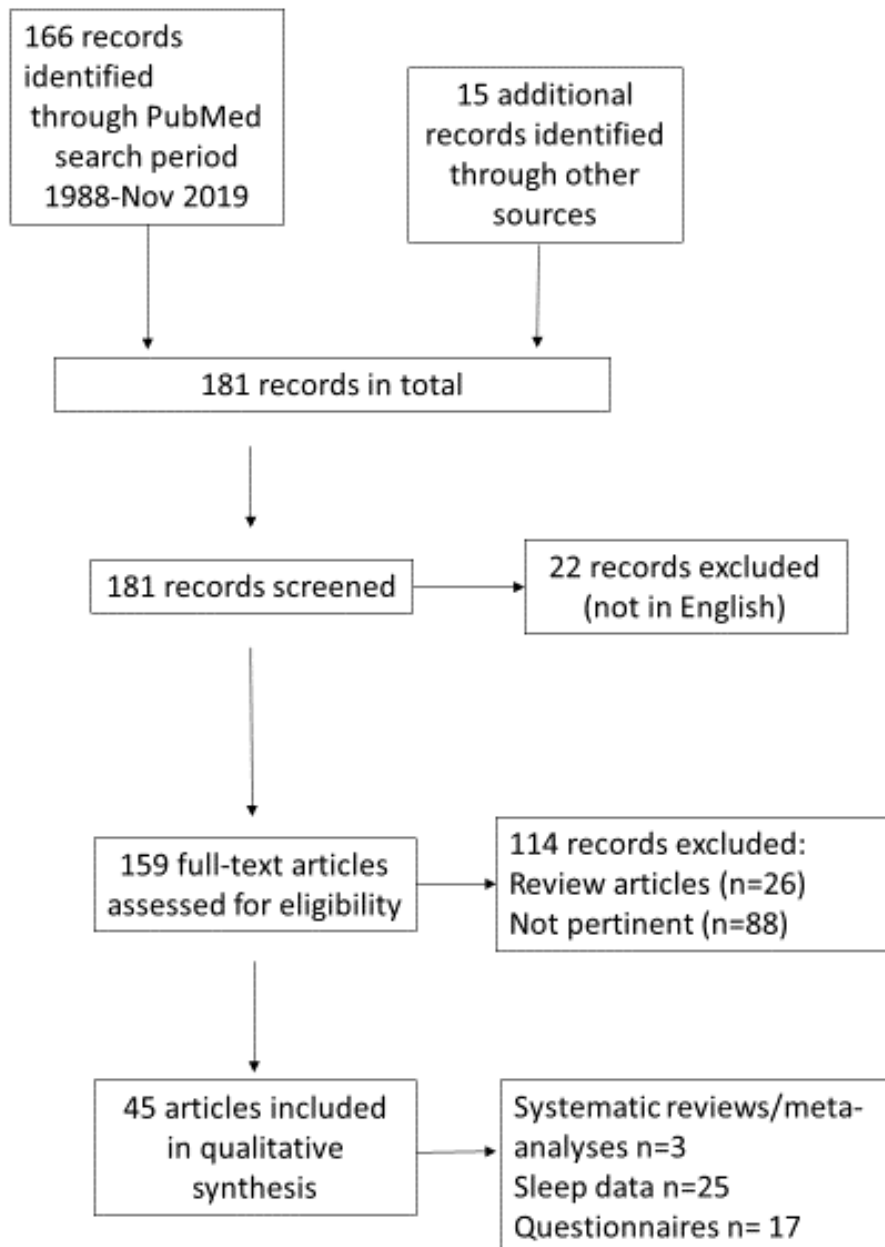 166 records
identified
through PubMed
search period
1988-Nov 2019
15 additional
records identified
through other
sources
181 records in total
181 records screened
22 records excluded
(not in English)
159 full-text articles
assessed for eligibility
114 records excluded:
Review articles (n=26)
Not pertinent (n=88)
45 articles included
in qualitative
synthesis
Systematic reviews/meta-
analyses n=3
Sleep data n=25
Questionnaires n= 17